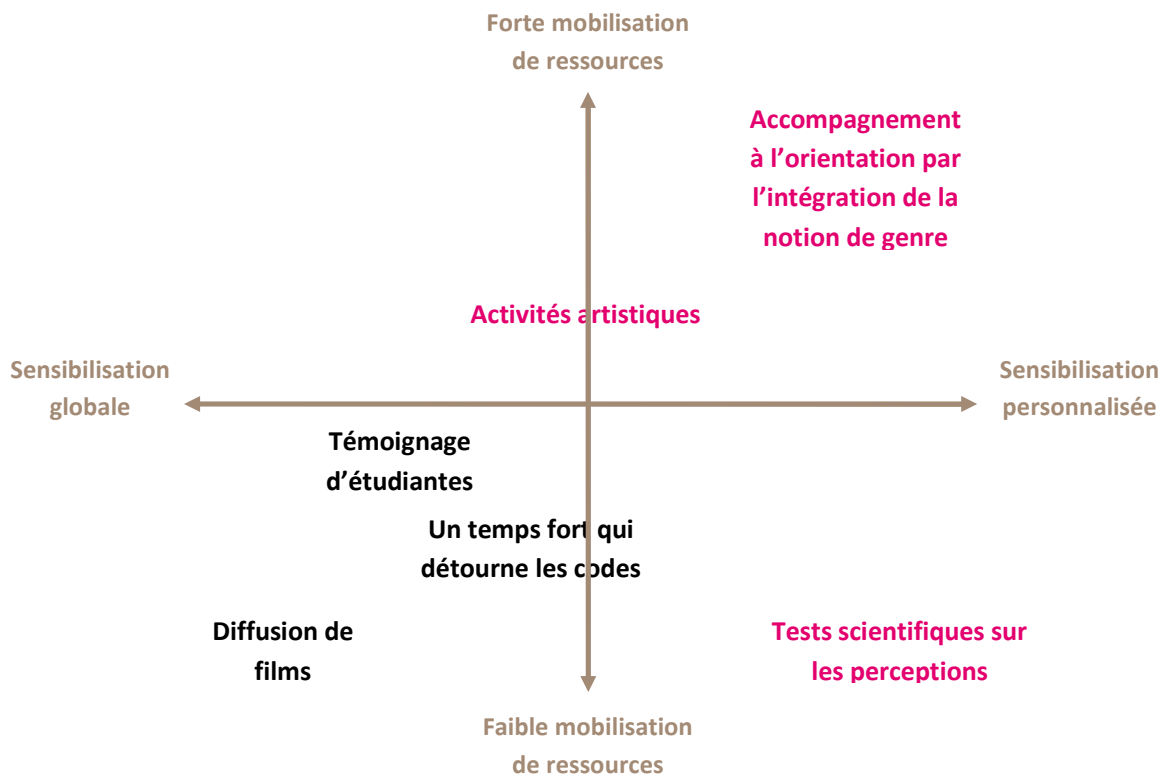 Forte mobilisation
de ressources
Accompagnement
à l’orientation par
l’intégration de la
notion de genre
Activités artistiques
Sensibilisation
globale
Sensibilisation
personnalisée
Témoignage
d’étudiantes
Un temps fort qui
détourne les codes
Diffusion de
films
Tests scientifiques sur
les perceptions
Faible mobilisation
de ressources